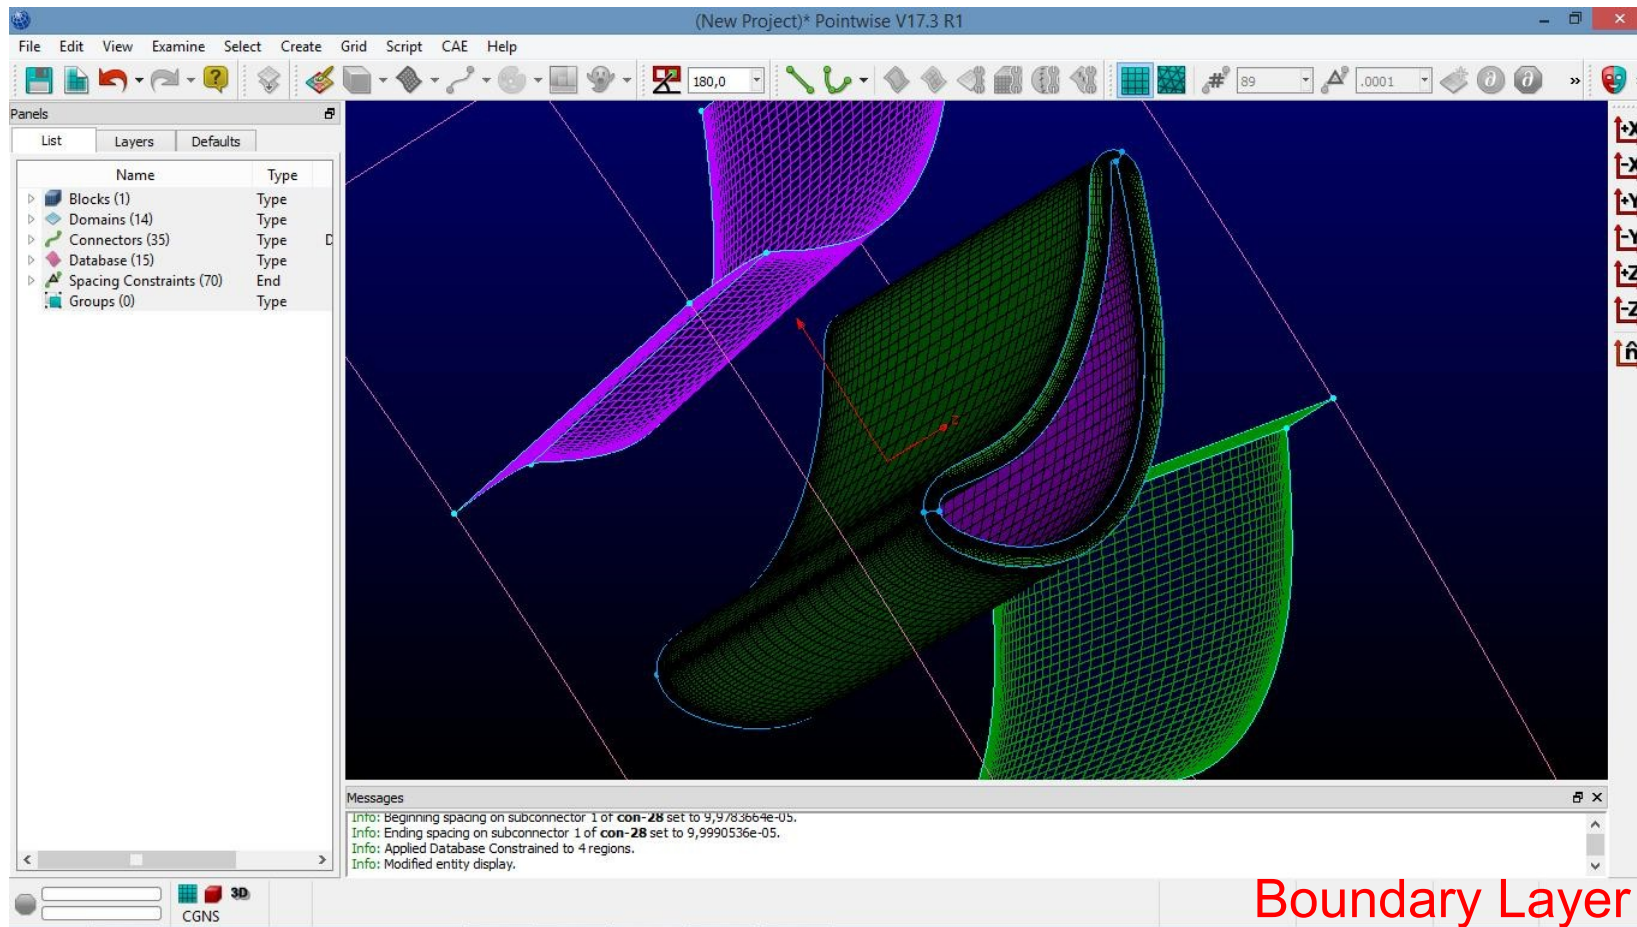 (New Project)* Pointwise V17.3 R1
File Edit View Examine Select Create Grid Script CAE Help
180,0 # 89 .0001 »
Panels
List Layers Defaults
Name Type
Blocks (1) Type
Domains (14) Type
Connectors (35) Type
Database (15) Type
Spacing Constraints (70) End
Groups (0) Type
+X
-X
+Y
-Y
+Z
-Z
n̂
z
Messages
Info: Beginning spacing on subconnector 1 of con-28 set to 9,9783664e-05.
Info: Ending spacing on subconnector 1 of con-28 set to 9,9990536e-05.
Info: Applied Database Constrained to 4 regions.
Info: Modified entity display.
3D
CGNS
Boundary Layer